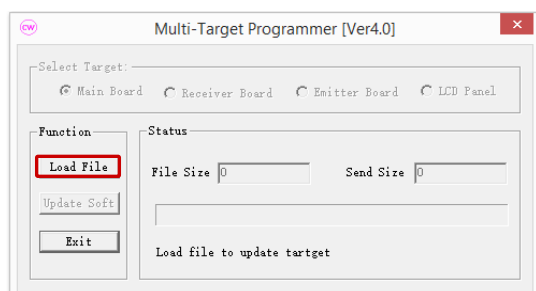 CW Multi-Target Programmer [Ver4.0] ×
Select Target:
Main Board Receiver Board Emitter Board LCD Panel
Function Status
Load File File Size 0 Send Size 0
Update Soft
Exit
Load file to update tartget